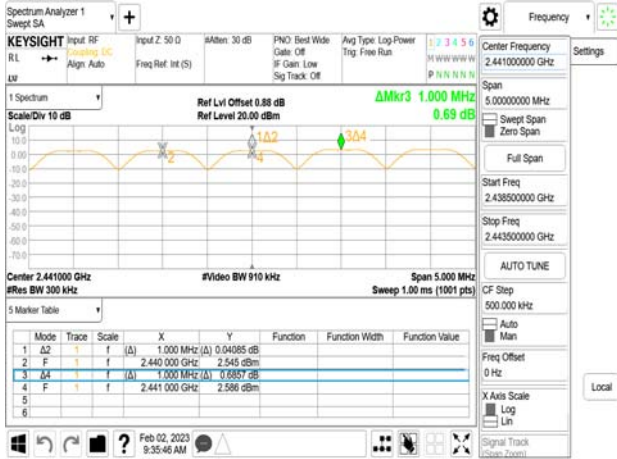 Spectrum Analyzer 1
Swept SA
+
Frequency
KEYSIGHT Input: RF
Coupling: DC
Align: Auto
RL
Input Z: 50 Ω
Freq Ref: Int (S)
#Atten: 30 dB
PNO: Best Wide
Gate: Off
IF Gain: Low
Sig Track: Off
Avg Type: Log-Power
Trig: Free Run
1 2 3 4 5 6
M W W W W W
P N N N N N
1 Spectrum
Scale/Div 10 dB
Ref Lvl Offset 0.88 dB
Ref Level 20.00 dBm
ΔMkr3 1.000 MHz
0.69 dB
Log
10.0
0.00
-10.0
-20.0
-30.0
-40.0
-50.0
-60.0
-70.0
2
1Δ2
4
3Δ4
Center 2.441000 GHz
#Res BW 300 kHz
#Video BW 910 kHz
Span 5.000 MHz
Sweep 1.00 ms (1001 pts)
5 Marker Table
Mode Trace Scale X Y Function Function Width Function Value
1 Δ2 1 f (Δ) 1.000 MHz (Δ) 0.04085 dB
2 F 1 f 2.440 000 GHz 2.545 dBm
3 Δ4 1 f (Δ) 1.000 MHz (Δ) 0.6857 dB
4 F 1 f 2.441 000 GHz 2.586 dBm
5
6
Feb 02, 2023
9:35:46 AM
Center Frequency
2.441000000 GHz
Settings
Span
5.00000000 MHz
Swept Span
Zero Span
Full Span
Start Freq
2.438500000 GHz
Stop Freq
2.443500000 GHz
AUTO TUNE
CF Step
500.000 kHz
Auto
Man
Freq Offset
0 Hz
X Axis Scale
Log
Lin
Local
Signal Track
(Span Zoom)